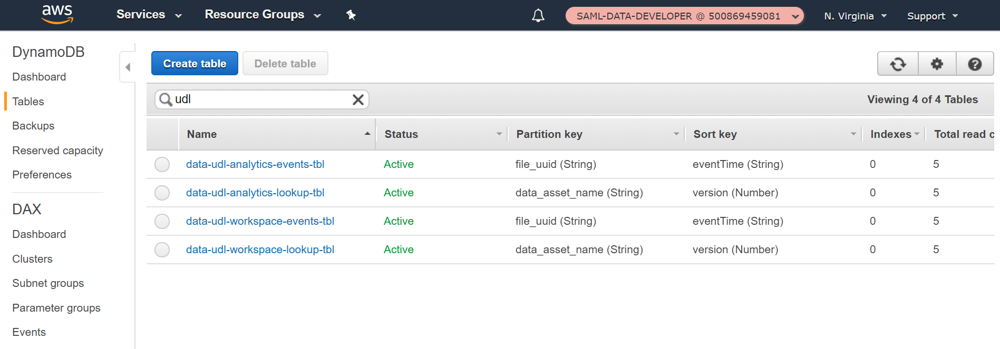 aws Services Resource Groups SAML-DATA-DEVELOPER @ 500869459081 N. Virginia Support
DynamoDB
Dashboard
Tables
Backups
Reserved capacity
Preferences
DAX
Dashboard
Clusters
Subnet groups
Parameter groups
Events
Create table Delete table
udl Viewing 4 of 4 Tables
Name Status Partition key Sort key Indexes Total read c
data-udl-analytics-events-tbl Active file_uuid (String) eventTime (String) 0 5
data-udl-analytics-lookup-tbl Active data_asset_name (String) version (Number) 0 5
data-udl-workspace-events-tbl Active file_uuid (String) eventTime (String) 0 5
data-udl-workspace-lookup-tbl Active data_asset_name (String) version (Number) 0 5